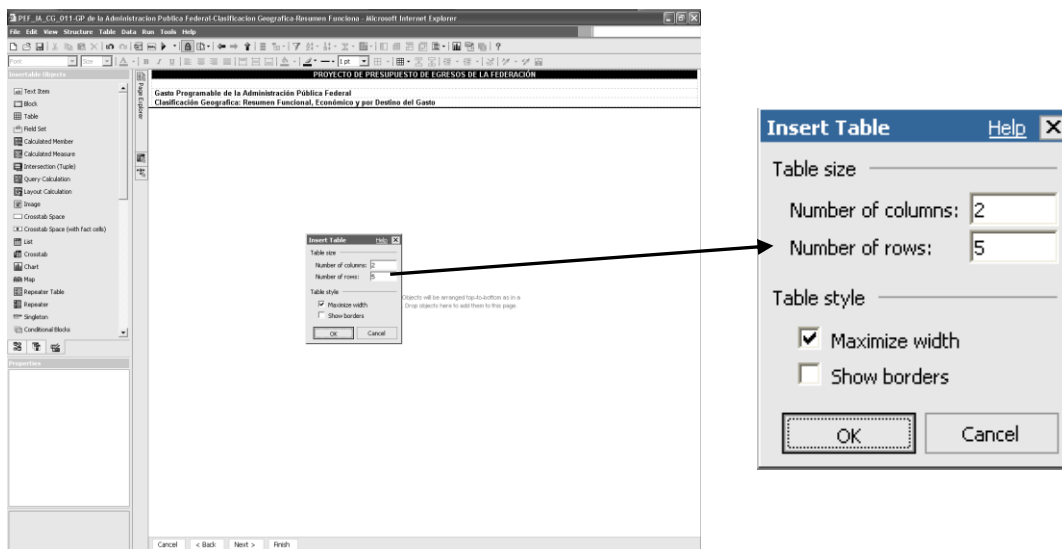 PEF_IA_CG_011-GP de la Administracion Publica Federal-Clasificacion Geografica-Resumen Funciona - Microsoft Internet Explorer
File Edit View Structure Table Data Run Tools Help
Font Size 1 pt
Insertable Objects
Text Item
Block
Table
Field Set
Calculated Member
Calculated Measure
Intersection (Tuple)
Query Calculation
Layout Calculation
Image
Crosstab Space
Crosstab Space (with fact cells)
List
Crosstab
Chart
Map
Repeater Table
Repeater
Singleton
Conditional Blocks
Properties
Page Explorer
PROYECTO DE PRESUPUESTO DE EGRESOS DE LA FEDERACIÓN
Gasto Programable de la Administración Pública Federal
Clasificación Geografica: Resumen Funcional, Económico y por Destino del Gasto
Insert Table Help
Table size
Number of columns: 2
Number of rows: 5
Table style
Maximize width
Show borders
OK Cancel
Objects will be arranged top-to-bottom as in a
Drop objects here to add them to this page.
Cancel < Back Next > Finish
Insert Table Help
Table size
Number of columns: 2
Number of rows: 5
Table style
Maximize width
Show borders
OK Cancel